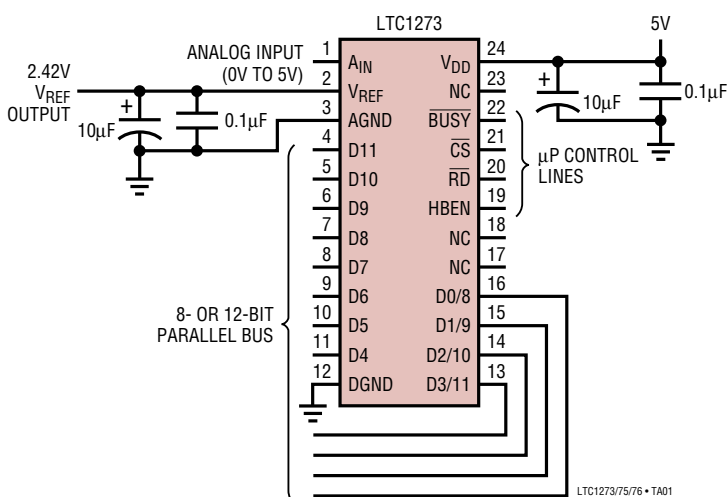 LTC1273
5V
ANALOG INPUT
(0V TO 5V)
2.42V
VREF
OUTPUT
+
10µF
0.1µF
1
2
3
4
5
6
7
8
9
10
11
12
AIN
VREF
AGND
D11
D10
D9
D8
D7
D6
D5
D4
DGND
VDD
NC
BUSY
CS
RD
HBEN
NC
NC
D0/8
D1/9
D2/10
D3/11
24
23
22
21
20
19
18
17
16
15
14
13
+
10µF
0.1µF
µP CONTROL
LINES
8- OR 12-BIT
PARALLEL BUS
LTC1273/75/76 • TA01